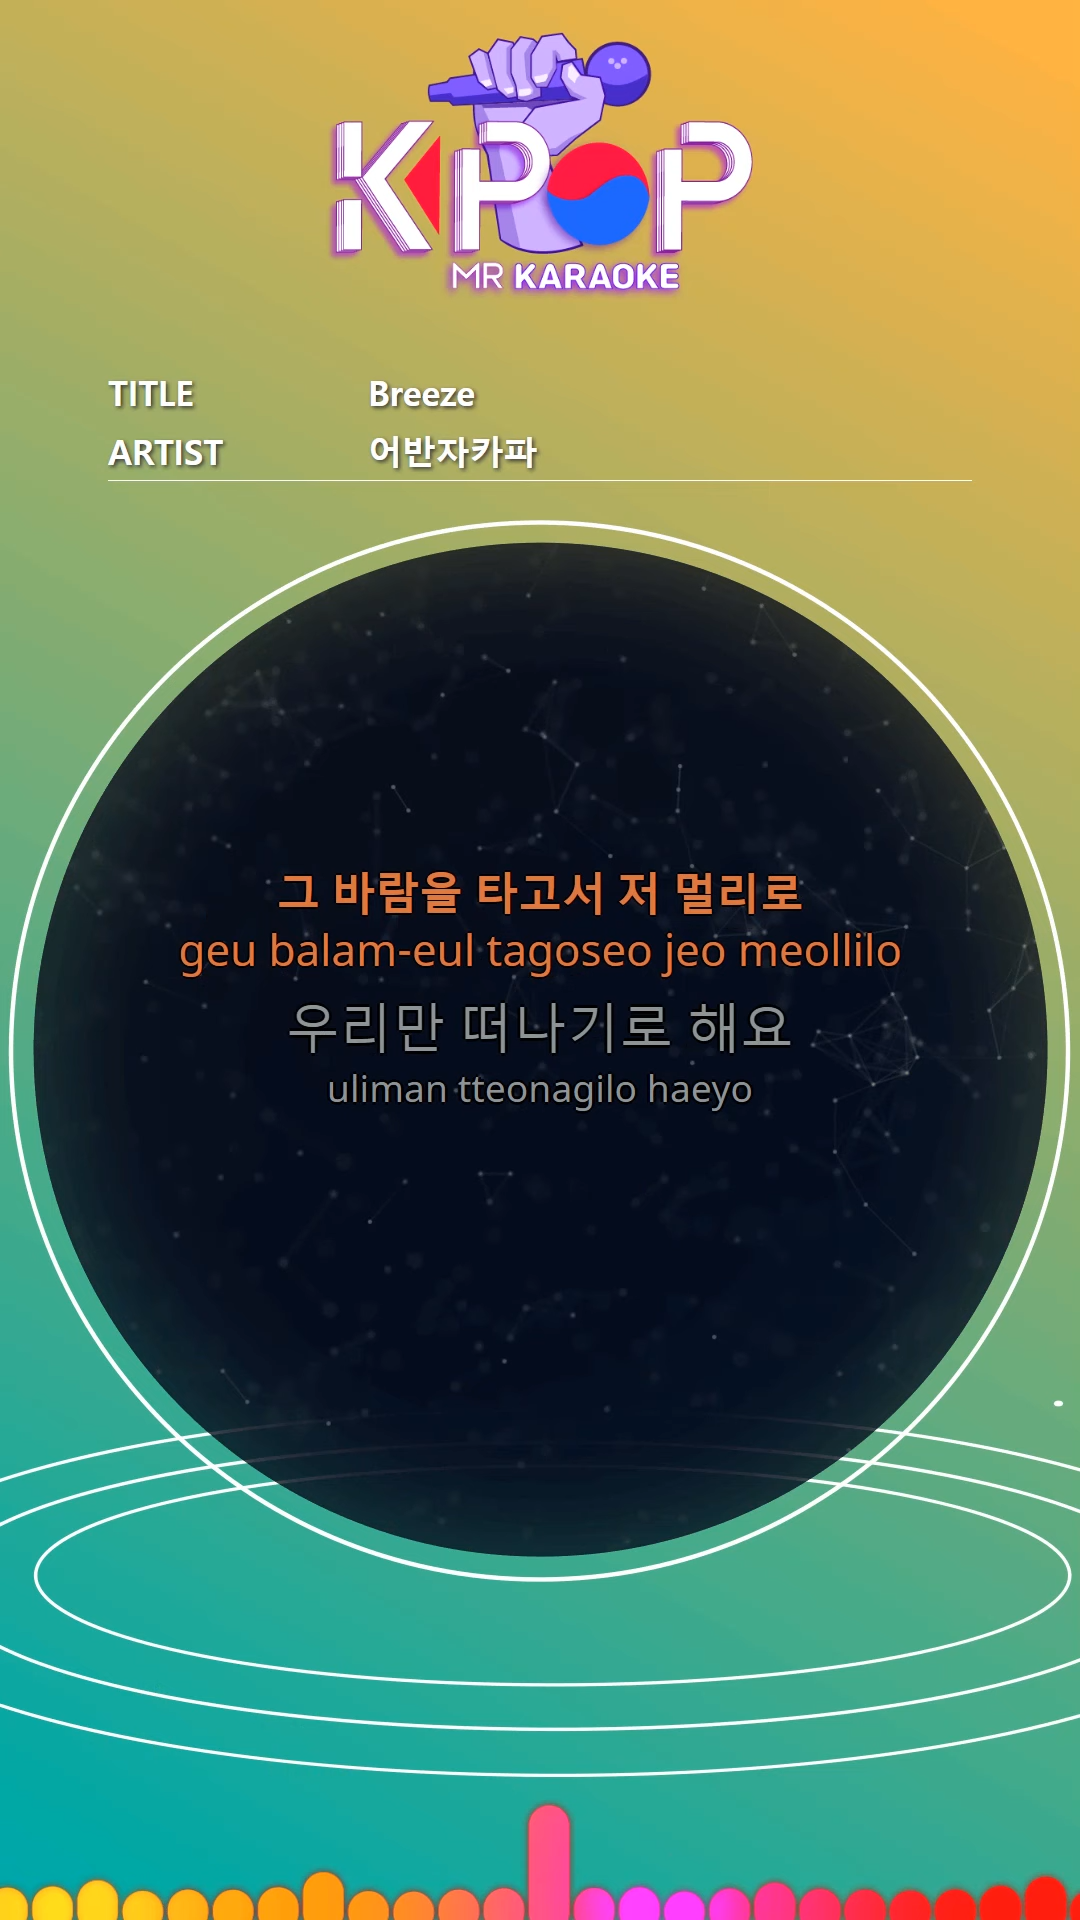 KPOP
MR KARAOKE
TITLE Breeze
ARTIST 어반자카파
그 바람을 타고서 저 멀리로
geu balam-eul tagoseo jeo meollilo
우리만 떠나기로 해요
uliman tteonagilo haeyo